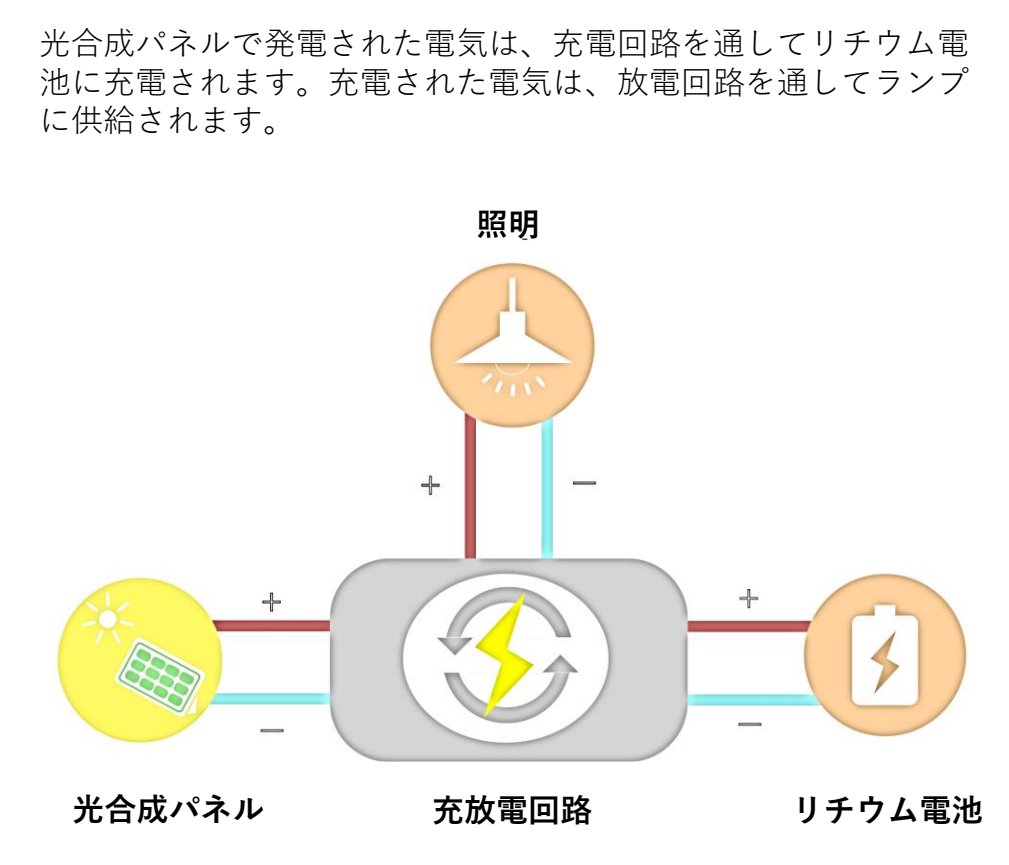 光合成パネルで発電された電気は、充電回路を通してリチウム電
池に充電されます。充電された電気は、放電回路を通してランプ
に供給されます。
照明
+ −
+ +
− −
光合成パネル 充放電回路 リチウム電池